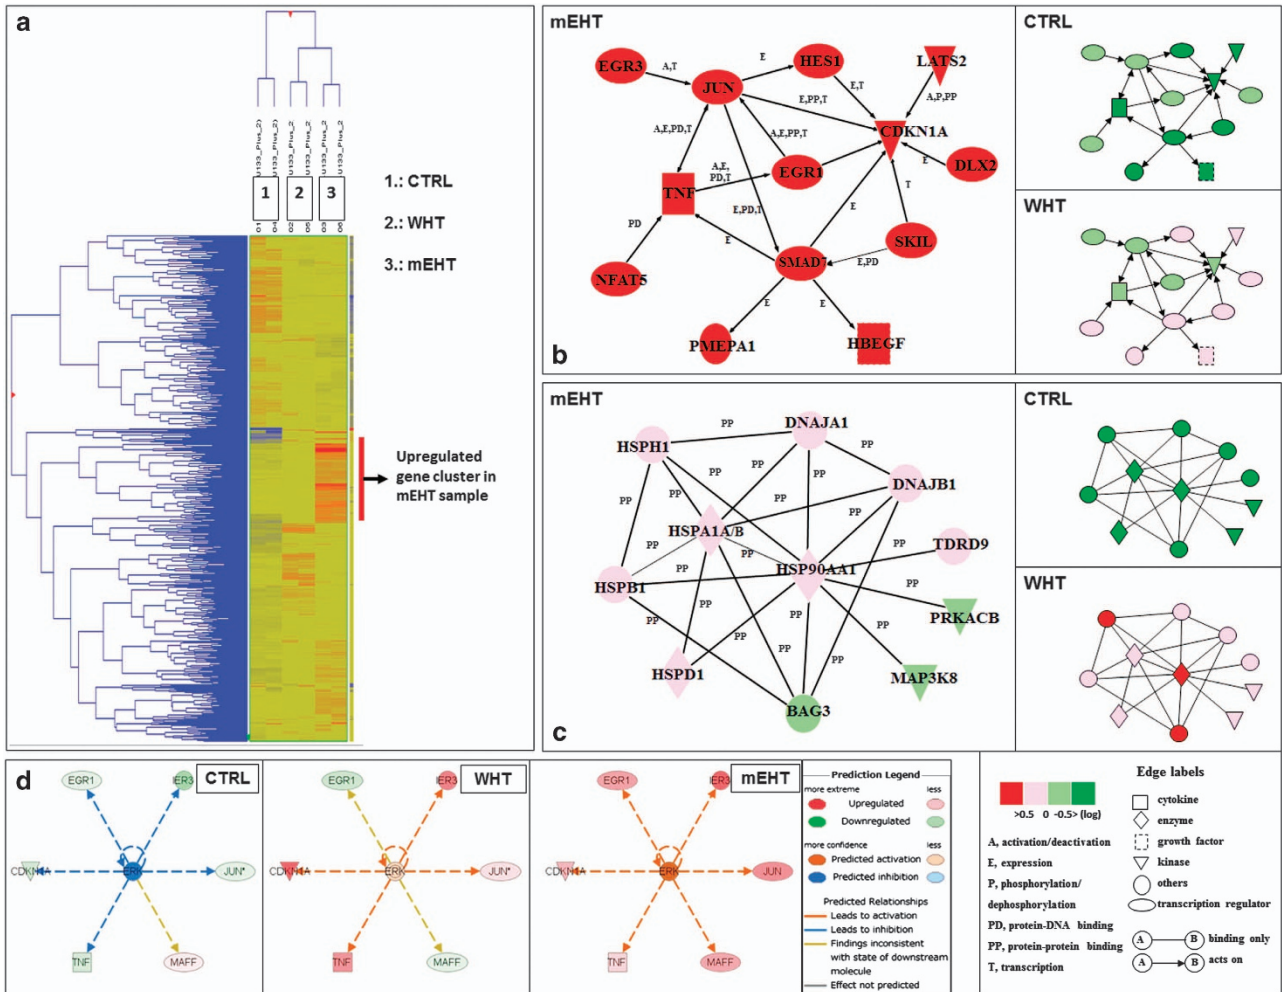 a
U133_Plus_2)
U133_Plus_2)
U133_Plus_2
U133_Plus_2
U133_Plus_2
U133_Plus_2
1
2
3
01
04
02
05
03
06
1.: CTRL
2.: WHT
3.: mEHT
Upregulated
gene cluster in
mEHT sample
mEHT
EGR3
A,T
JUN
E
HES1
LATS2
E,T
A,P,PP
E,PP,T
CDKN1A
A,E,PD,T
A,E,PP,T
E
DLX2
A,E,
PD,T
EGR1
TNF
T
E,PD,T
E
PD
SKIL
E
E,PD
NFAT5
SMAD7
E
E
PMEPA1
HBEGF
b
CTRL
WHT
mEHT
DNAJA1
HSPH1
PP
PP
PP
PP
PP
DNAJB1
PP
PP
PP
PP
HSPA1A/B
TDRD9
PP
PP
PP
HSP90AA1
HSPB1
PP
PP
PP
PP
PRKACB
PP
PP
PP
HSPD1
PP
PP
PP
MAP3K8
BAG3
c
CTRL
WHT
d
CTRL
EGR1
IER3
CDKN1A
ERK
JUN*
TNF
MAFF
WHT
EGR1
IER3
CDKN1A
ERK
JUN*
TNF
MAFF
mEHT
EGR1
IER3
CDKN1A
ERK
JUN
TNF
MAFF
Prediction Legend
more extreme less
Upregulated
Downregulated
more confidence less
Predicted activation
Predicted inhibition
Predicted Relationships
Leads to activation
Leads to inhibition
Findings inconsistent
with state of downstream
molecule
Effect not predicted
>0.5 0 -0.5> (log)
A, activation/deactivation
E, expression
P, phosphorylation/
dephosphorylation
PD, protein-DNA binding
PP, protein-protein binding
T, transcription
Edge labels
cytokine
enzyme
growth factor
kinase
others
transcription regulator
A B binding only
A B acts on